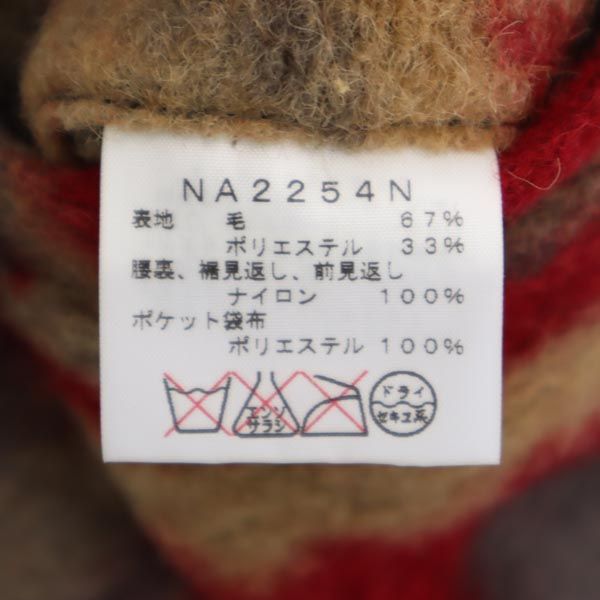 NA2254N
表地 毛 67%
ポリエステル 33%
腰裏、裾見返し、前見返し
ナイロン 100%
ポケット袋布
ポリエステル 100%
エンソ
サラシ
ドライ
セキユ系